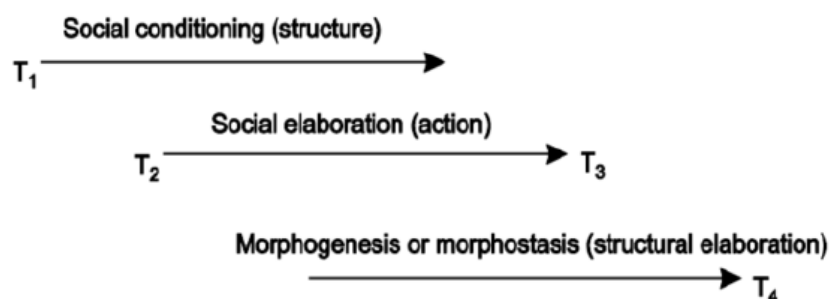 Social conditioning (structure)
T₁
Social elaboration (action)
T₂ T₃
Morphogenesis or morphostasis (structural elaboration)
T₄